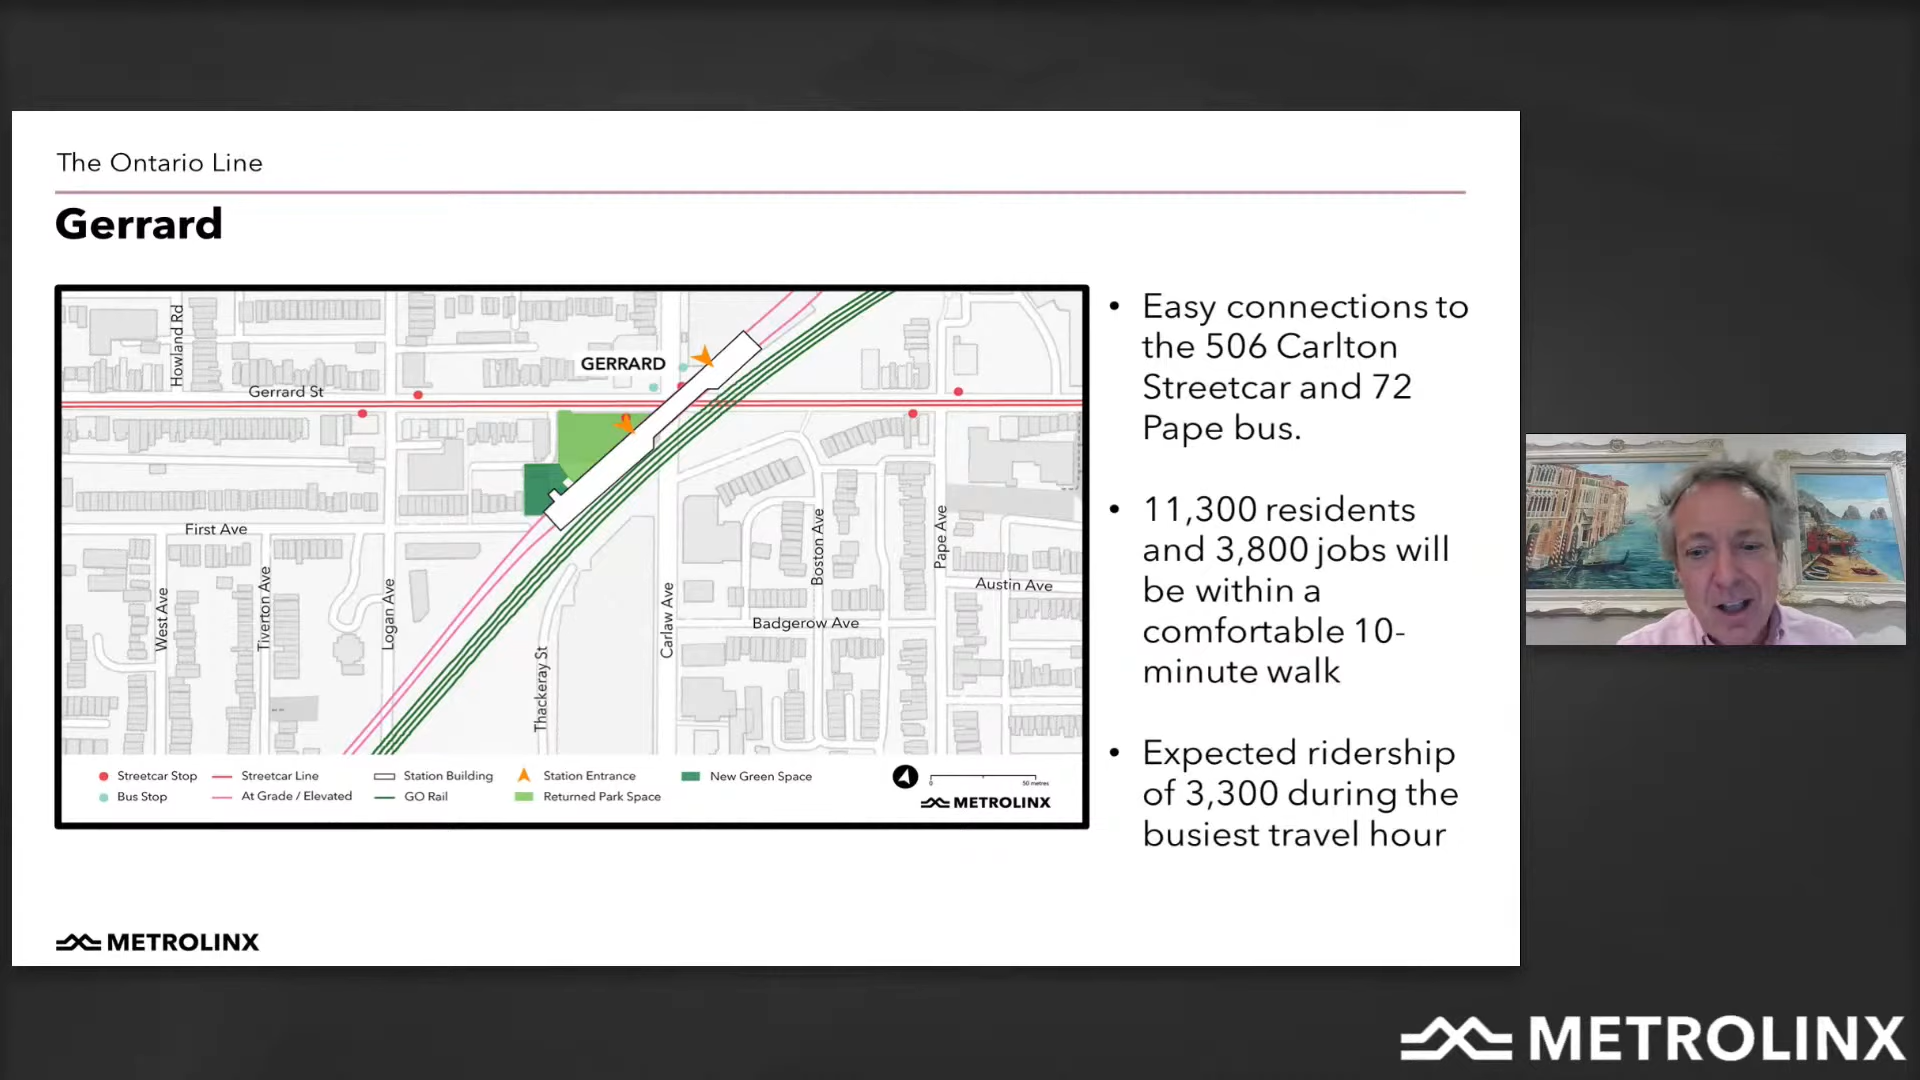 The Ontario Line
Gerrard
Howland Rd
GERRARD
Gerrard St
First Ave
West Ave
Tiverton Ave
Logan Ave
Thackeray St
Carlaw Ave
Boston Ave
Pape Ave
Austin Ave
Badgerow Ave
Streetcar Stop
Streetcar Line
Station Building
Station Entrance
New Green Space
Bus Stop
At Grade / Elevated
GO Rail
Returned Park Space
0
50 metres
METROLINX
• Easy connections to
the 506 Carlton
Streetcar and 72
Pape bus.
• 11,300 residents
and 3,800 jobs will
be within a
comfortable 10-
minute walk
• Expected ridership
of 3,300 during the
busiest travel hour
METROLINX
METROLINX